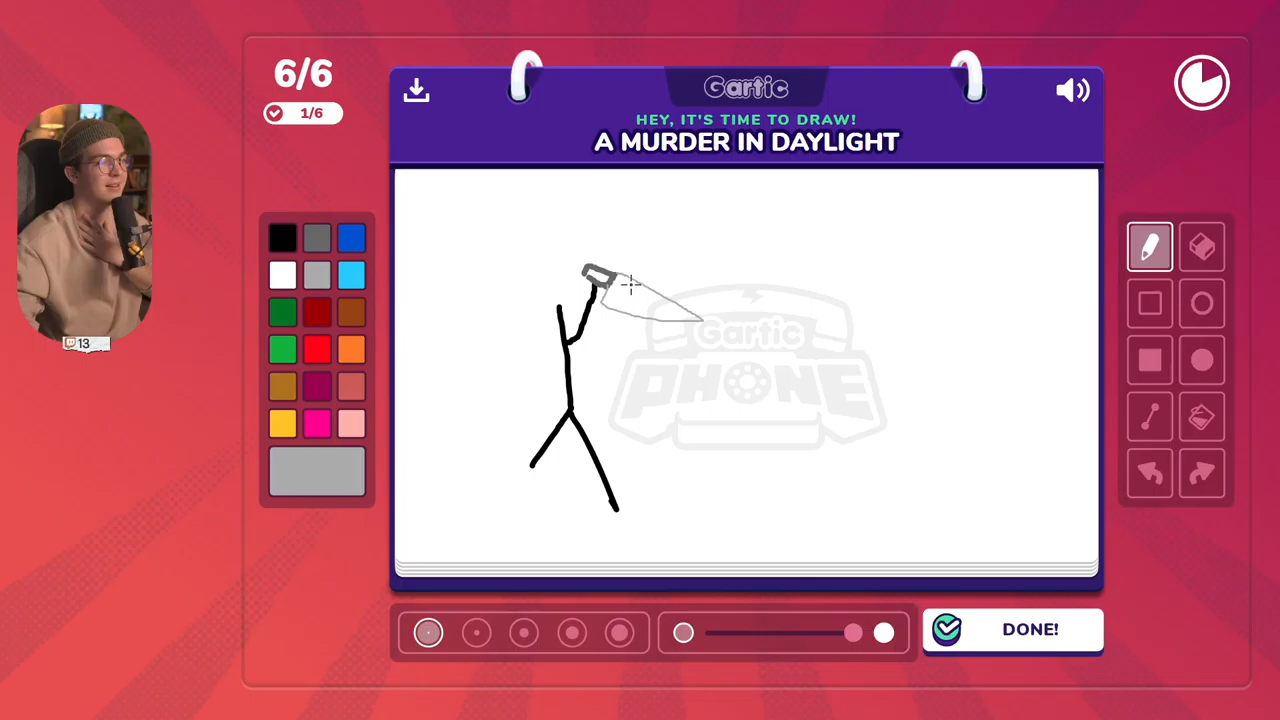 6/6
1/6
Gartic
HEY, IT'S TIME TO DRAW!
A MURDER IN DAYLIGHT
Gartic
PHONE
13
DONE!